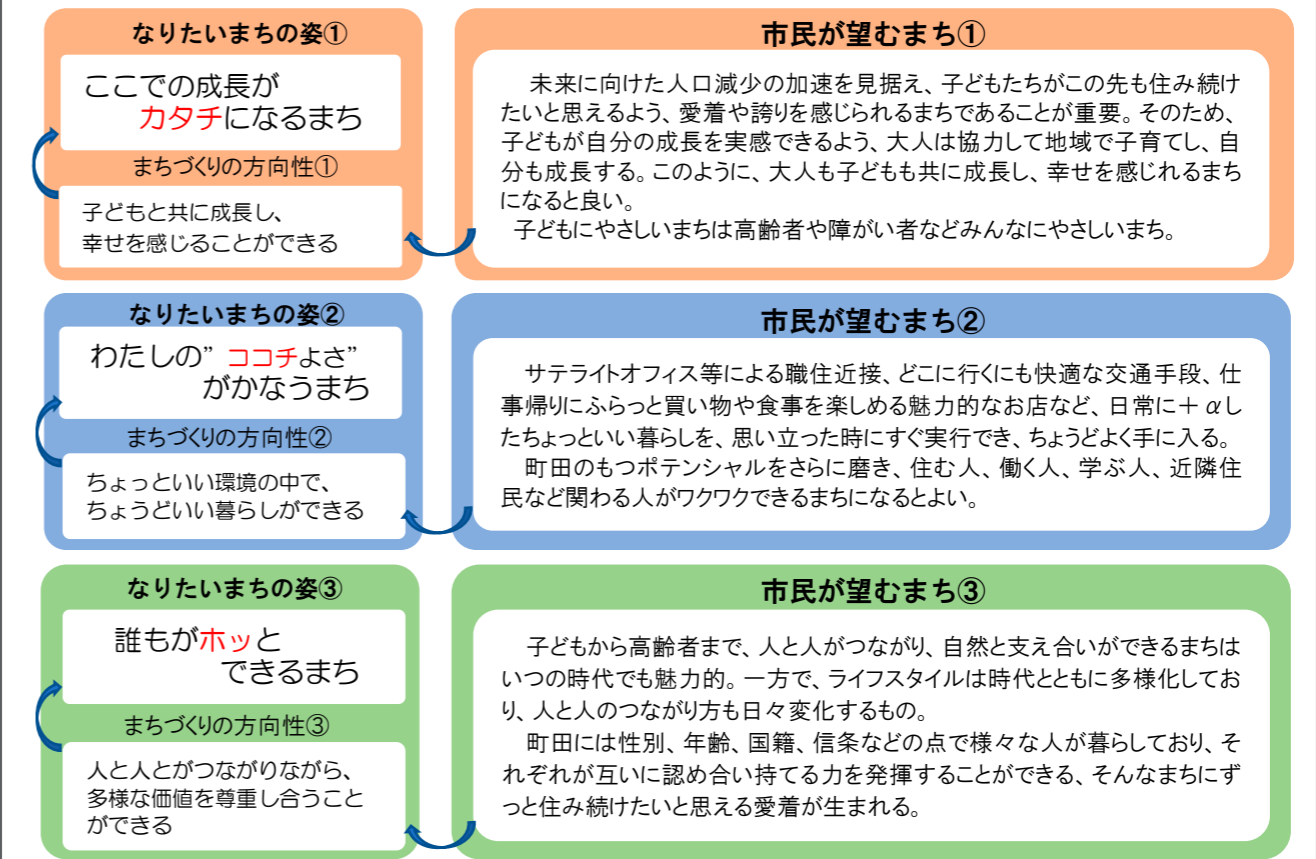 なりたいまちの姿①
ここでの成長が
カタチになるまち
まちづくりの方向性①
子どもと共に成長し、
幸せを感じることができる
市民が望むまち①
未来に向けた人口減少の加速を見据え、子どもたちがこの先も住み続け
たいと思えるよう、愛着や誇りを感じられるまちであることが重要。そのため、
子どもが自分の成長を実感できるよう、大人は協力して地域で子育てし、自
分も成長する。このように、大人も子どもも共に成長し、幸せを感じれるまち
になると良い。
子どもにやさしいまちは高齢者や障がい者などみんなにやさしいまち。
なりたいまちの姿②
わたしの”ココチよさ”
がかなうまち
まちづくりの方向性②
ちょっといい環境の中で、
ちょうどいい暮らしができる
市民が望むまち②
サテライトオフィス等による職住近接、どこに行くにも快適な交通手段、仕
事帰りにふらっと買い物や食事を楽しめる魅力的なお店など、日常に＋αし
たちょっといい暮らしを、思い立った時にすぐ実行でき、ちょうどよく手に入る。
町田のもつポテンシャルをさらに磨き、住む人、働く人、学ぶ人、近隣住
民など関わる人がワクワクできるまちになるとよい。
なりたいまちの姿③
誰もがホッと
できるまち
まちづくりの方向性③
人と人とがつながりながら、
多様な価値を尊重し合うこと
ができる
市民が望むまち③
子どもから高齢者まで、人と人がつながり、自然と支え合いができるまちは
いつの時代でも魅力的。一方で、ライフスタイルは時代とともに多様化してお
り、人と人のつながり方も日々変化するもの。
町田には性別、年齢、国籍、信条などの点で様々な人が暮らしており、そ
れぞれが互いに認め合い持てる力を発揮することができる、そんなまちにず
っと住み続けたいと思える愛着が生まれる。